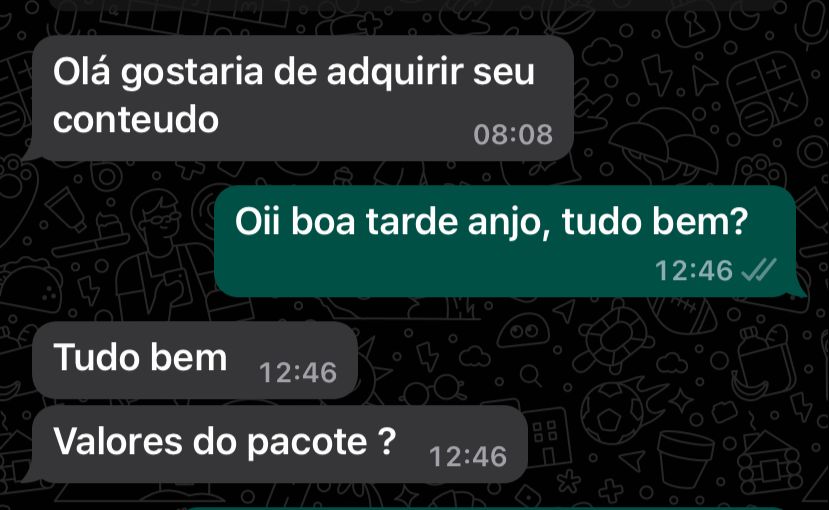 Olá gostaria de adquirir seu
conteudo
08:08
Oii boa tarde anjo, tudo bem?
12:46
Tudo bem 12:46
Valores do pacote ? 12:46